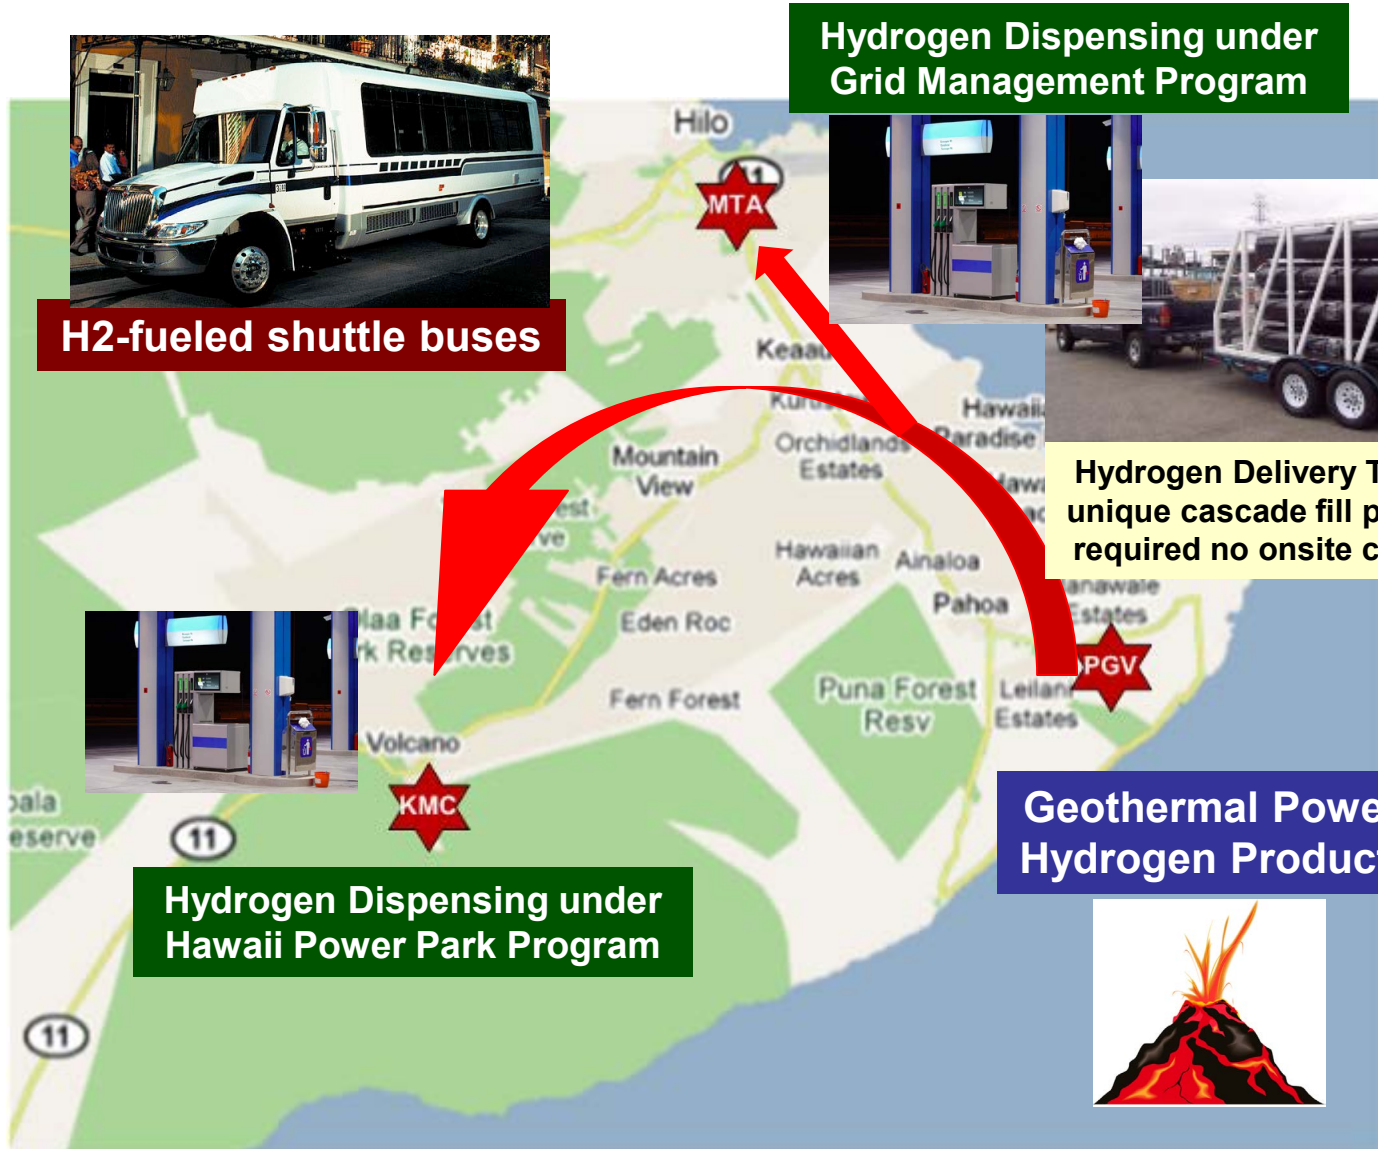 Hydrogen Dispensing under
Grid Management Program
Hilo
MTA
H2-fueled shuttle buses
Keaau
Mountain
View
Orchidlands
Estates
Paradise
Hydrogen Delivery T
unique cascade fill p
required no onsite c
Hawaiian
Acres
Ainaloa
Fern Acres
Pahoa
Estates
Eden Roc
PGV
Fern Forest
Puna Forest
Resv
Leilani
Estates
Volcano
KMC
11
Geothermal Powe
Hydrogen Product
Hydrogen Dispensing under
Hawaii Power Park Program
11